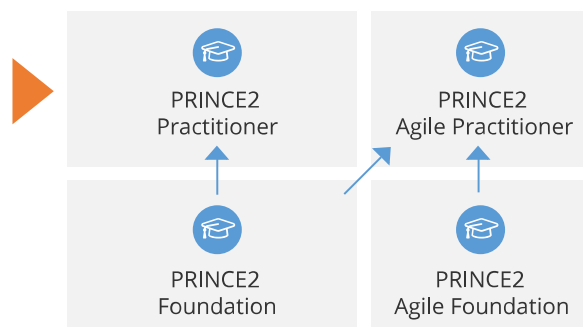 PRINCE2
Practitioner
PRINCE2
Agile Practitioner
PRINCE2
Foundation
PRINCE2
Agile Foundation